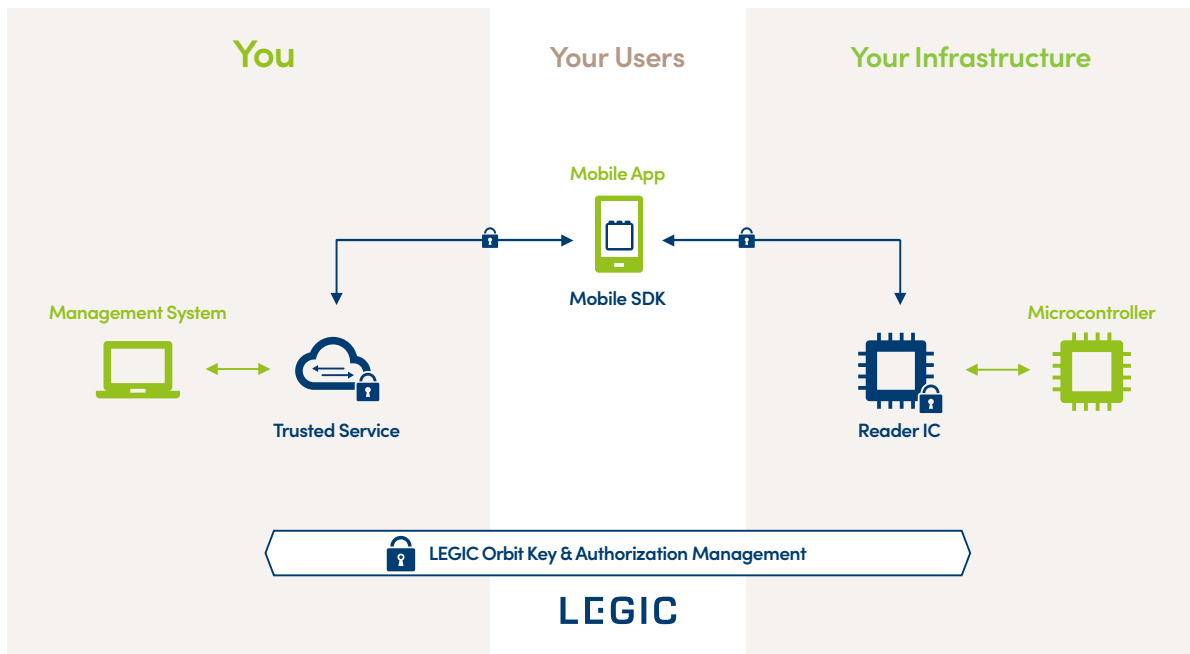 You
Your Users
Your Infrastructure
Mobile App
Mobile SDK
Management System
Microcontroller
Trusted Service
Reader IC
LEGIC Orbit Key & Authorization Management
LEGIC